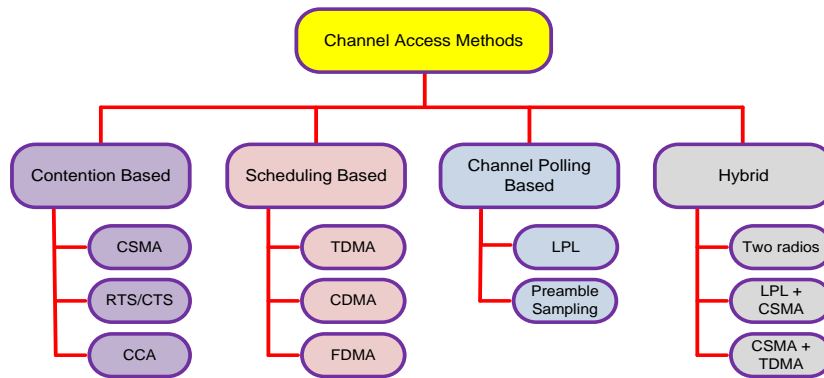 Channel Access Methods
Contention Based
Scheduling Based
Channel Polling
Based
Hybrid
CSMA
TDMA
LPL
Two radios
RTS/CTS
CDMA
Preamble
Sampling
LPL +
CSMA
CCA
FDMA
CSMA +
TDMA